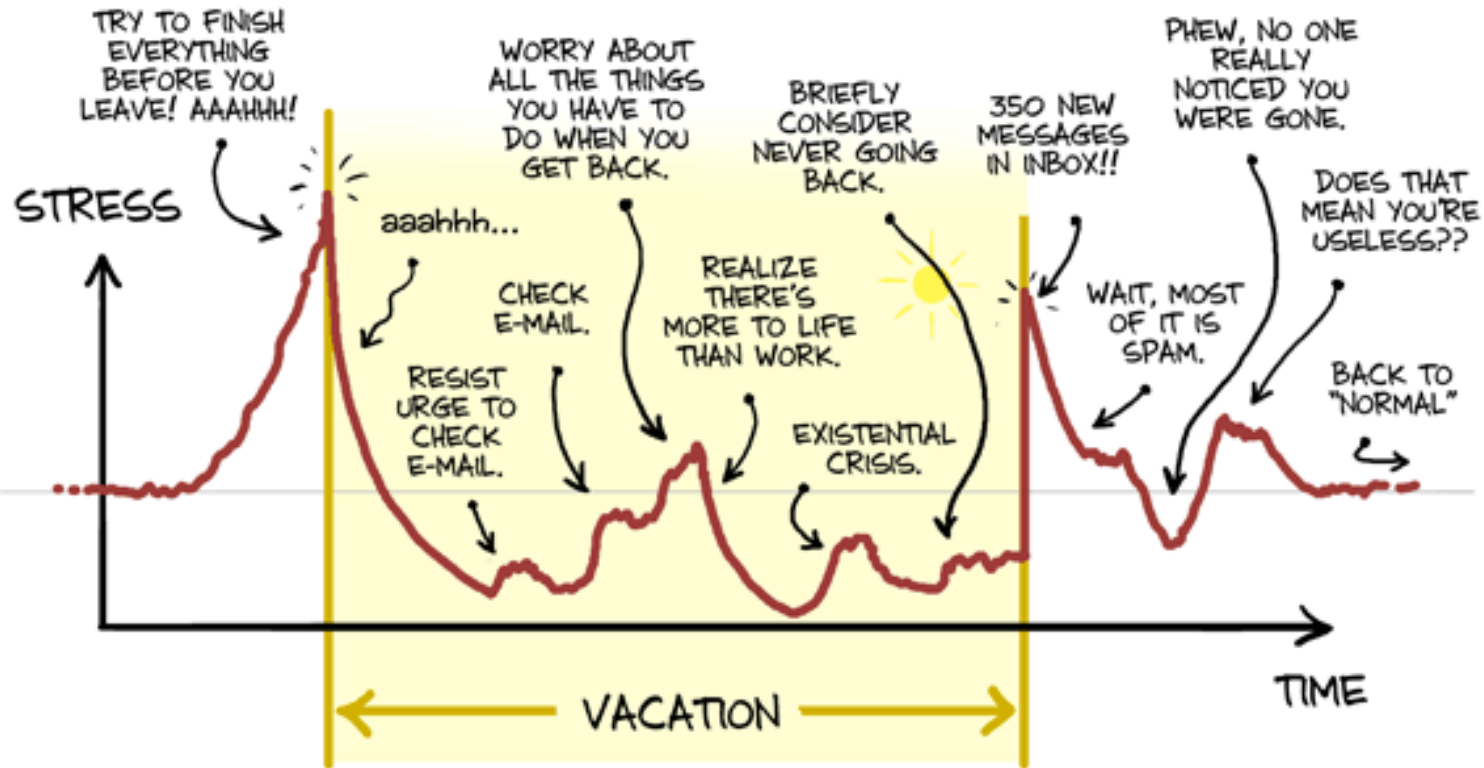 TRY TO FINISH
EVERYTHING
BEFORE YOU
LEAVE! AAAHHH!
STRESS
aaahhh...
RESIST
URGE TO
CHECK
E-MAIL.
CHECK
E-MAIL.
WORRY ABOUT
ALL THE THINGS
YOU HAVE TO
DO WHEN YOU
GET BACK.
REALIZE
THERE'S
MORE TO LIFE
THAN WORK.
EXISTENTIAL
CRISIS.
BRIEFLY
CONSIDER
NEVER GOING
BACK.
350 NEW
MESSAGES
IN INBOX!!
WAIT, MOST
OF IT IS
SPAM.
PHEW, NO ONE
REALLY
NOTICED YOU
WERE GONE.
DOES THAT
MEAN YOU'RE
USELESS??
BACK TO
"NORMAL"
TIME
VACATION